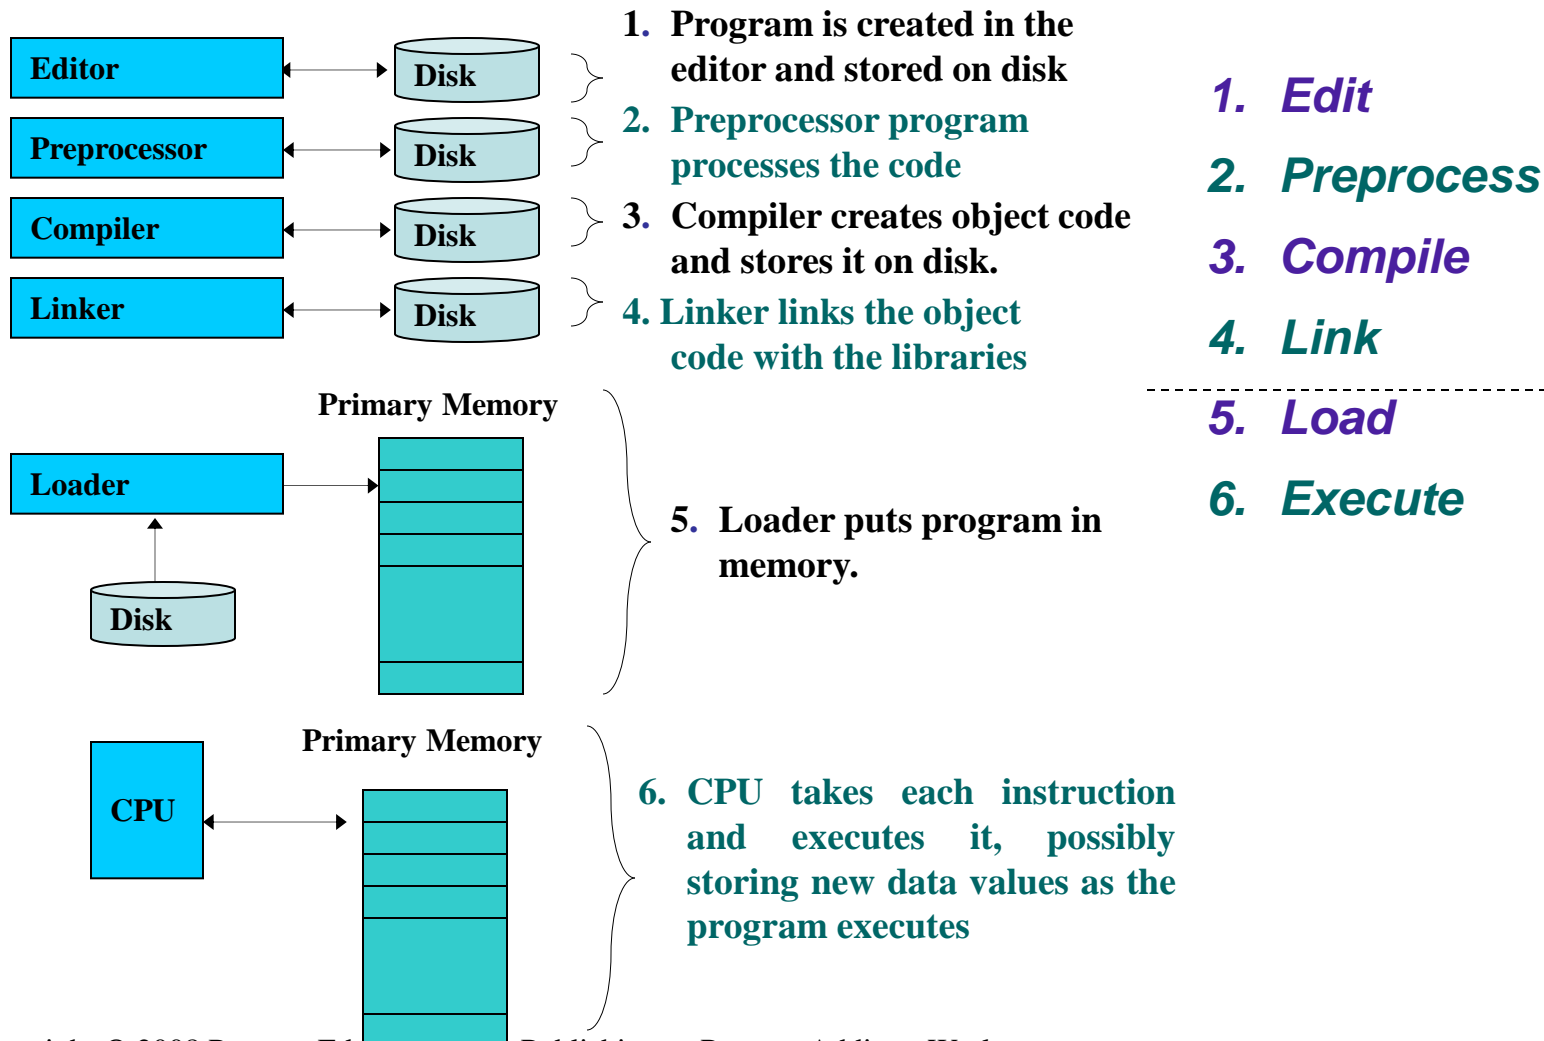 Editor
Disk
1. Program is created in the
editor and stored on disk
Preprocessor
Disk
2. Preprocessor program
processes the code
Compiler
Disk
3. Compiler creates object code
and stores it on disk.
Linker
Disk
4. Linker links the object
code with the libraries
1. Edit
2. Preprocess
3. Compile
4. Link
5. Load
6. Execute
Primary Memory
Loader
Disk
5. Loader puts program in
memory.
Primary Memory
CPU
6. CPU takes each instruction
and executes it, possibly
storing new data values as the
program executes
© 2008 Pearson